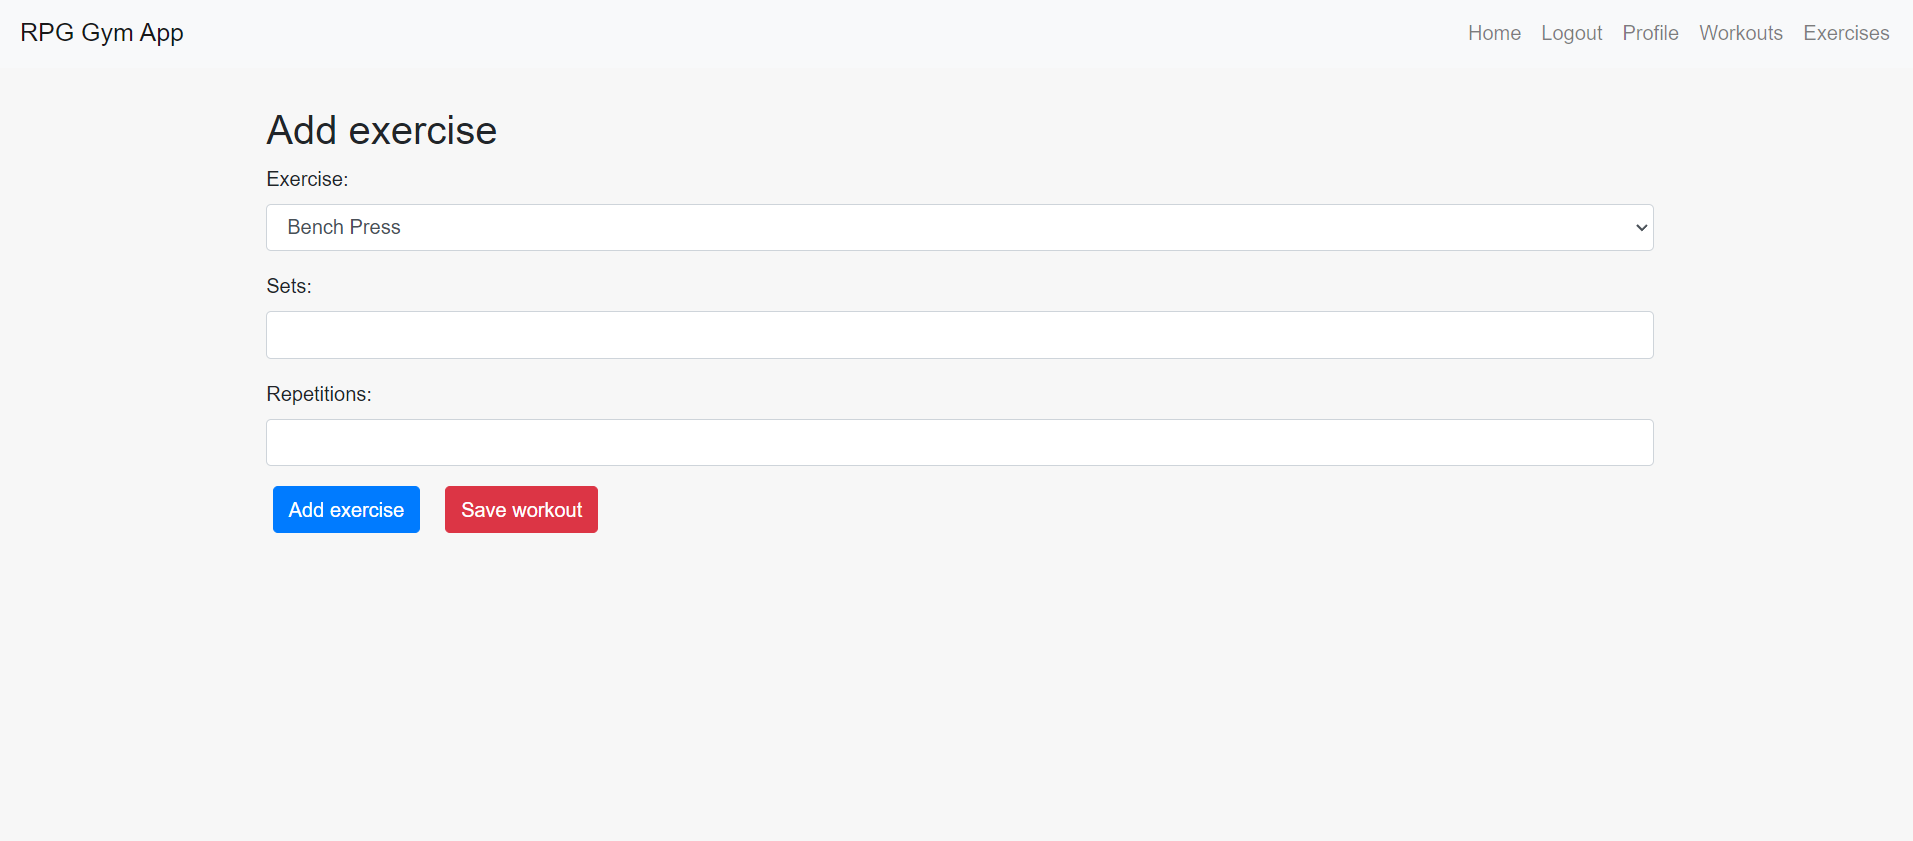 RPG Gym App
Home Logout Profile Workouts Exercises
Add exercise
Exercise:
Bench Press
Sets:
Repetitions:
Add exercise Save workout